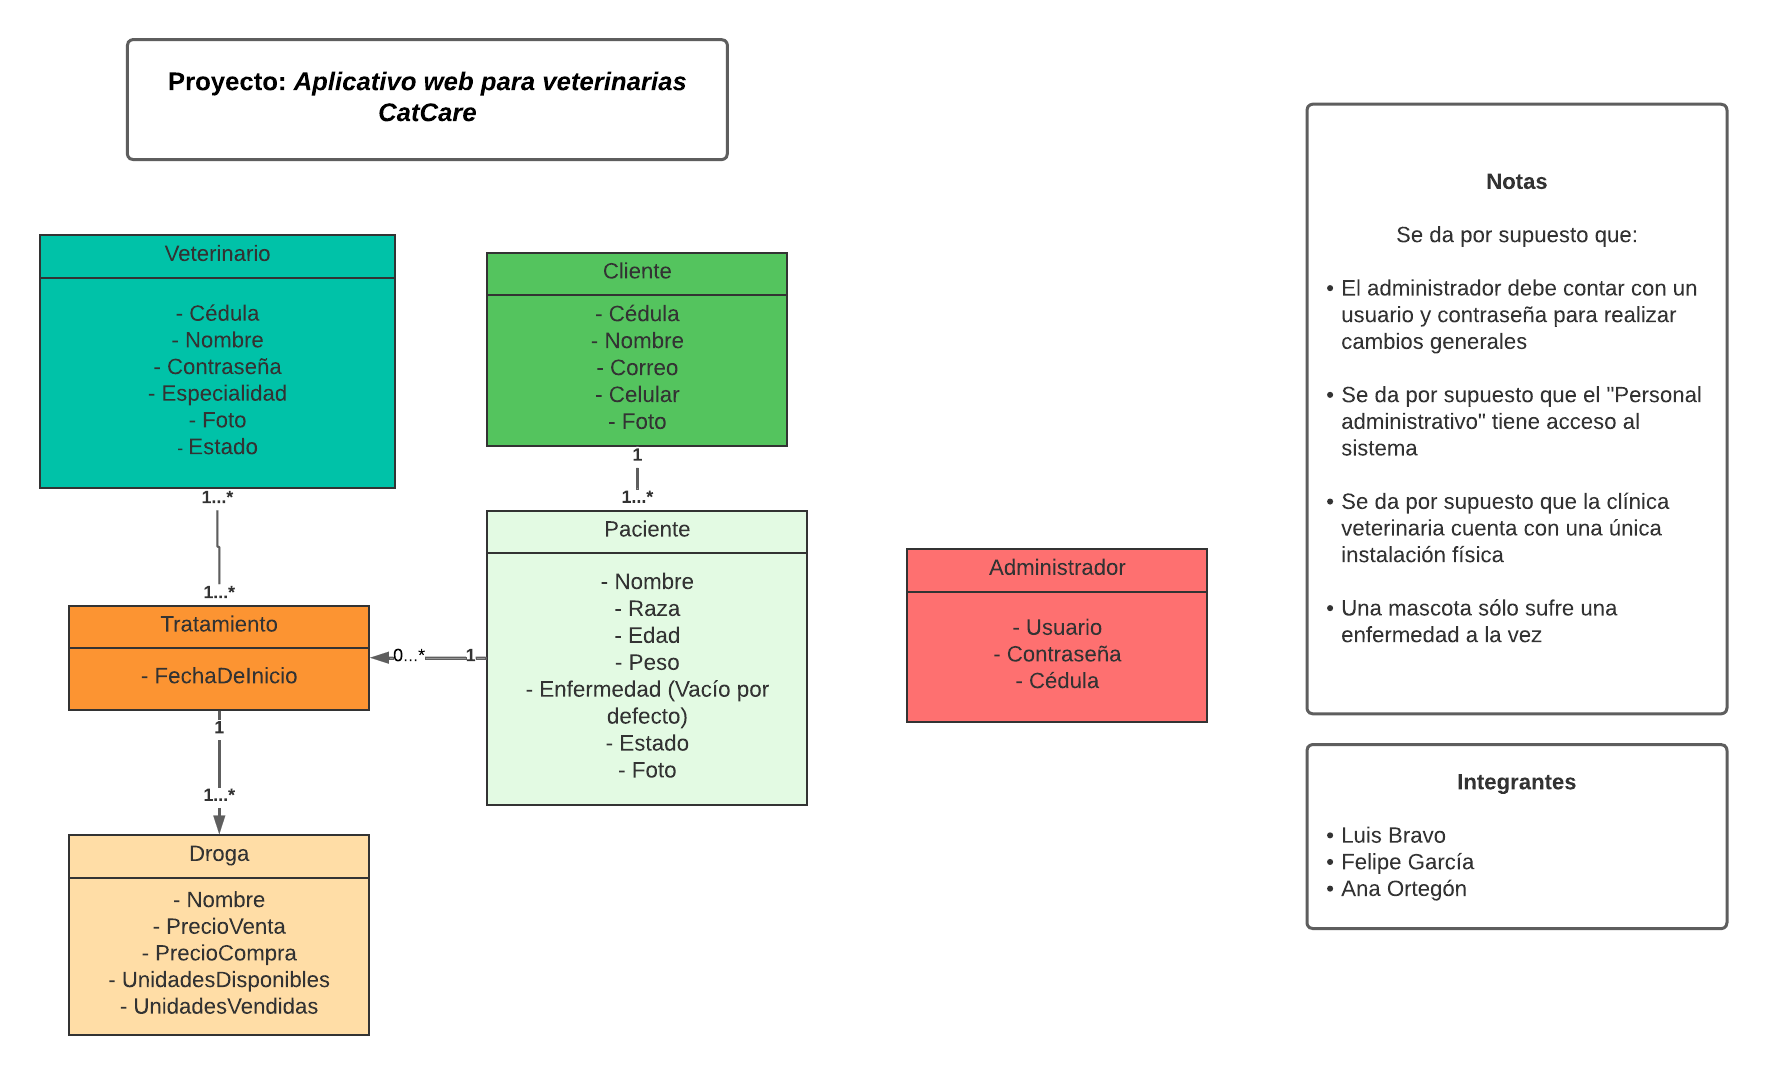 Proyecto: Aplicativo web para veterinarias
CatCare
Veterinario
- Cédula
- Nombre
- Contraseña
- Especialidad
- Foto
- Estado
1...*
1...*
Cliente
- Cédula
- Nombre
- Correo
- Celular
- Foto
1
1...*
Paciente
- Nombre
- Raza
- Edad
- Peso
- Enfermedad (Vacío por
defecto)
- Estado
- Foto
Tratamiento
- FechaDeInicio
0...*
1
1
1...*
Droga
- Nombre
- PrecioVenta
- PrecioCompra
- UnidadesDisponibles
- UnidadesVendidas
Administrador
- Usuario
- Contraseña
- Cédula
Notas
Se da por supuesto que:
• El administrador debe contar con un
usuario y contraseña para realizar
cambios generales
• Se da por supuesto que el "Personal
administrativo" tiene acceso al
sistema
• Se da por supuesto que la clínica
veterinaria cuenta con una única
instalación física
• Una mascota sólo sufre una
enfermedad a la vez
Integrantes
• Luis Bravo
• Felipe García
• Ana Ortegón